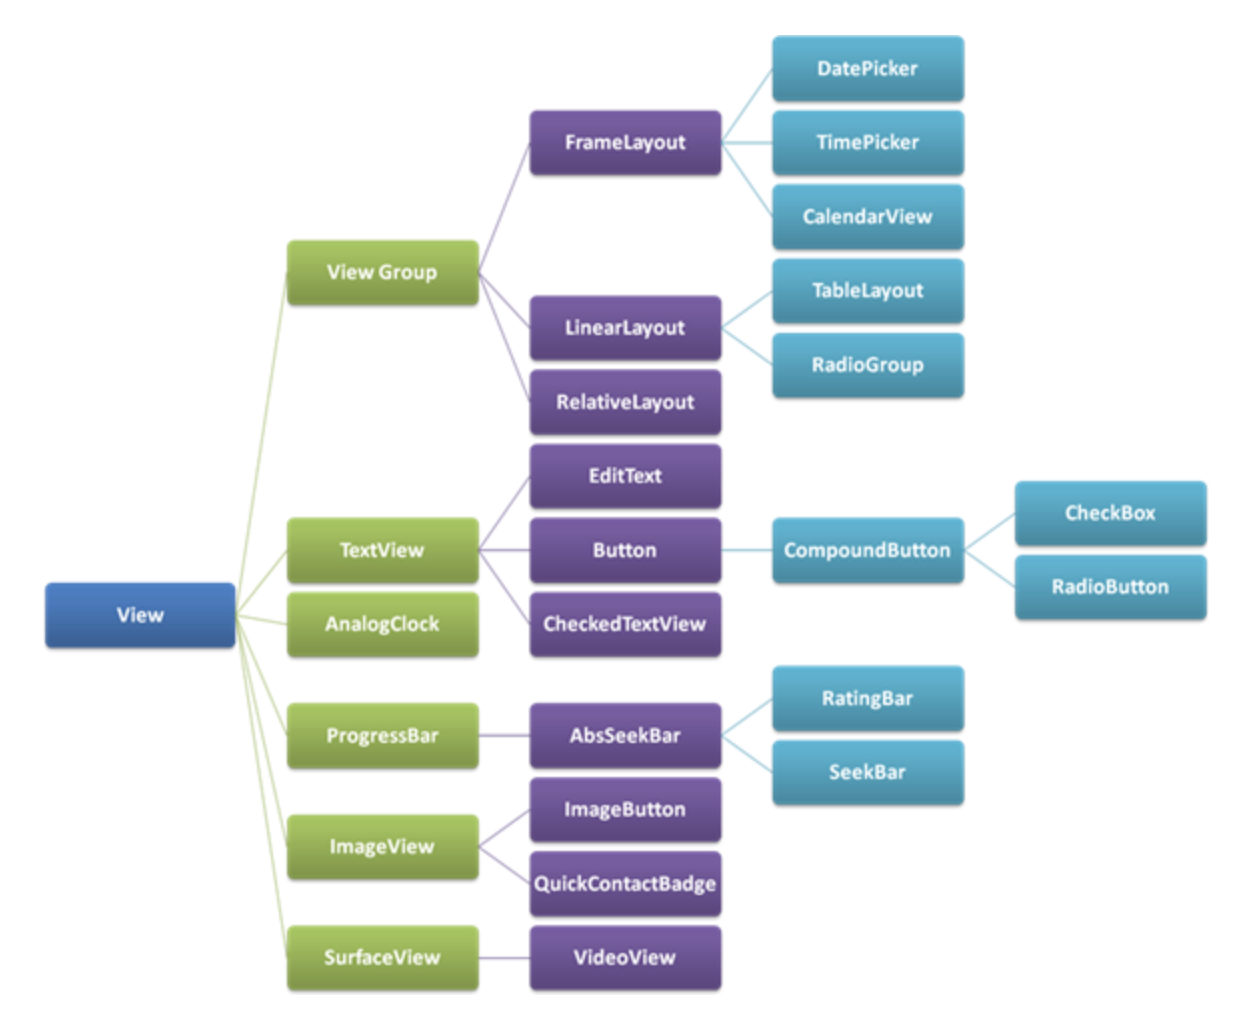 DatePicker
FrameLayout
TimePicker
CalendarView
View Group
TableLayout
LinearLayout
RadioGroup
RelativeLayout
EditText
CheckBox
TextView
Button
CompoundButton
RadioButton
View
AnalogClock
CheckedTextView
RatingBar
ProgressBar
AbsSeekBar
SeekBar
ImageButton
ImageView
QuickContactBadge
SurfaceView
VideoView